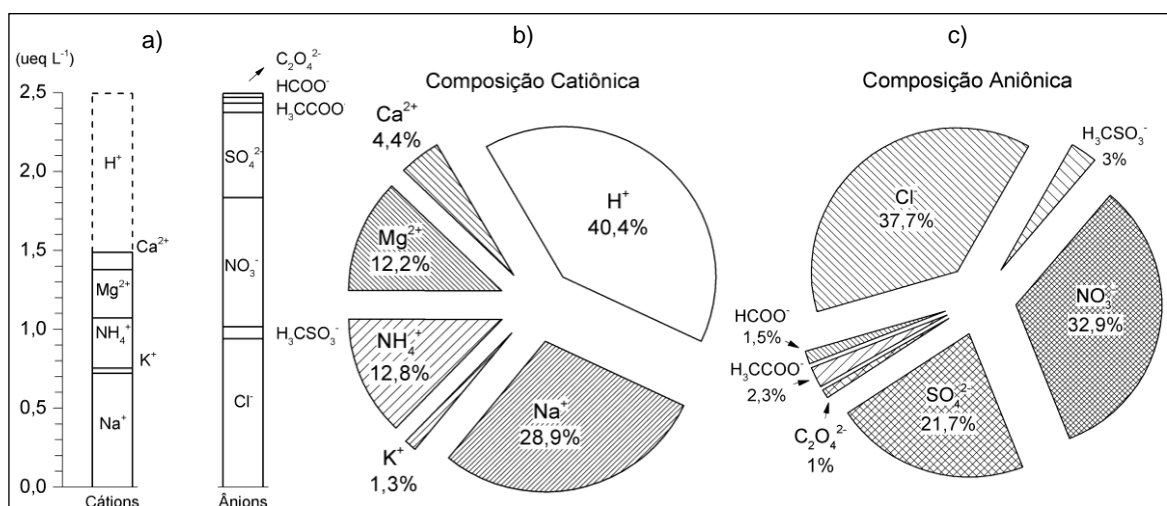 a)
(ueq L⁻¹)
2,5
2,0
1,5
1,0
0,5
0,0
H⁺
Ca²⁺
Mg²⁺
NH₄⁺
K⁺
Na⁺
Cátions
C₂O₄²⁻
HCOO⁻
H₃CCOO⁻
SO₄²⁻
NO₃⁻
H₃CSO₃⁻
Cl⁻
Ânions
b)
Composição Catiônica
Ca²⁺
4,4%
H⁺
40,4%
Mg²⁺
12,2%
NH₄⁺
12,8%
K⁺
1,3%
Na⁺
28,9%
c)
Composição Aniônica
H₃CSO₃⁻
3%
Cl⁻
37,7%
NO₃⁻
32,9%
HCOO⁻
1,5%
H₃CCOO⁻
2,3%
C₂O₄²⁻
1%
SO₄²⁻
21,7%